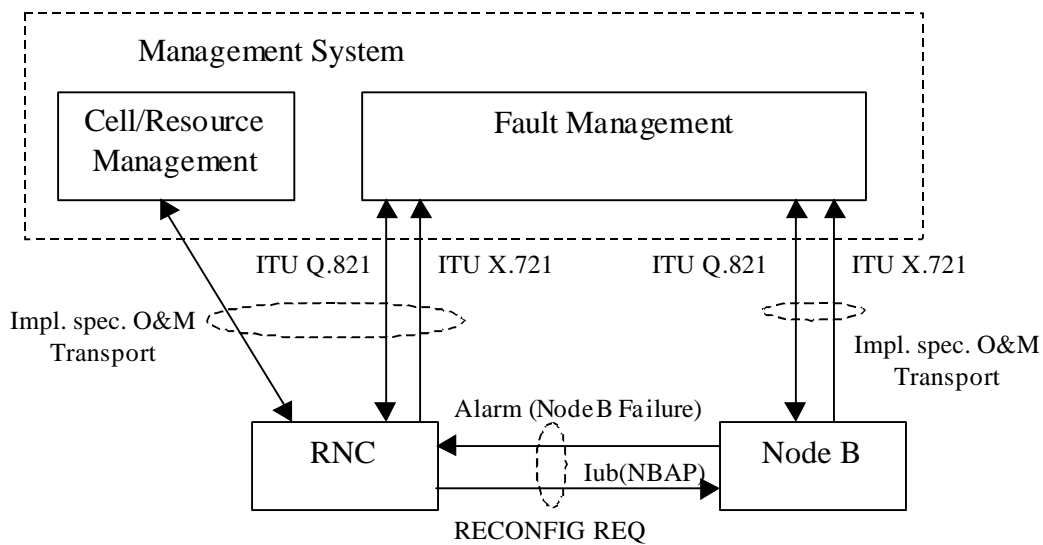 Management System
Cell/Resource
Management
Fault Management
ITU Q.821
ITU X.721
ITU Q.821
ITU X.721
Impl. spec. O&M
Transport
Impl. spec. O&M
Transport
Alarm (Node B Failure)
RNC
Node B
Iub(NBAP)
RECONFIG REQ